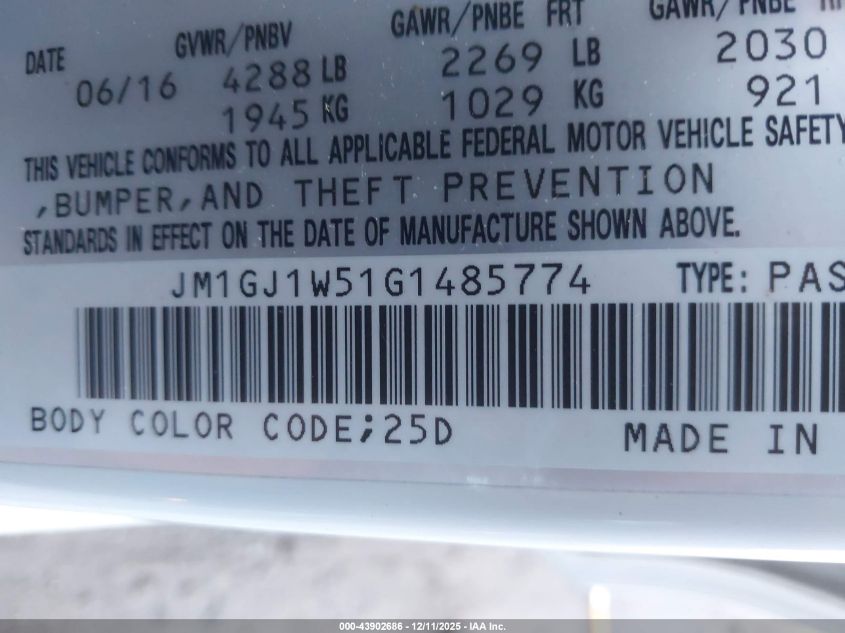 DATE GVWR/PNBV GAWR/PNBE FRT GAWR/PNBE
06/16 4288 LB 2269 LB 2030
1945 KG 1029 KG 921
THIS VEHICLE CONFORMS TO ALL APPLICABLE FEDERAL MOTOR VEHICLE SAFETY
,BUMPER,AND THEFT PREVENTION
STANDARDS IN EFFECT ON THE DATE OF MANUFACTURE SHOWN ABOVE.
JM1GJ1W51G1485774 TYPE: PAS
BODY COLOR CODE;25D MADE IN
000-43902686 - 12/11/2025 - IAA Inc.